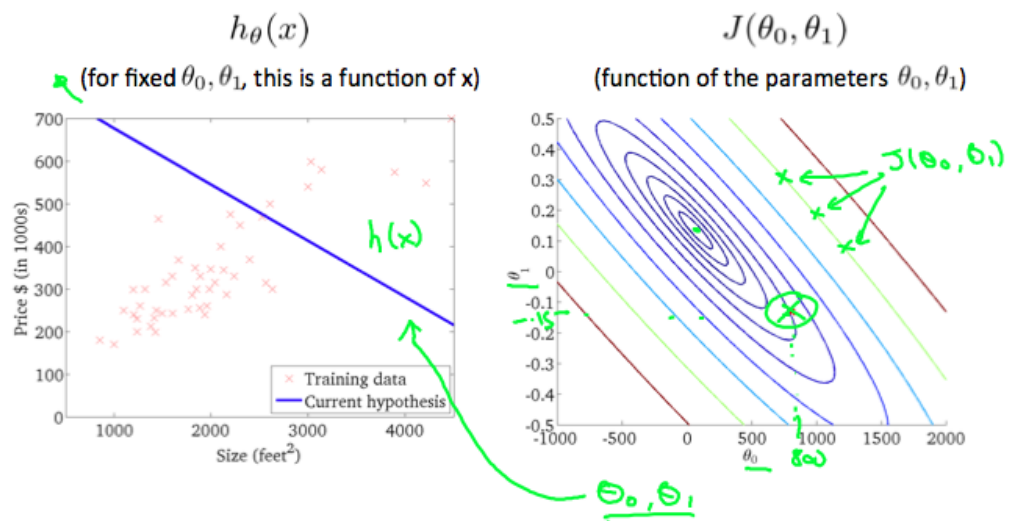 hθ(x)
(for fixed θ₀, θ₁, this is a function of x)
700
600
500
400
300
200
100
0
1000
2000
3000
4000
Price $ (in 1000s)
Size (feet²)
h(x)
Training data
Current hypothesis
θ₀, θ₁
J(θ₀, θ₁)
(function of the parameters θ₀, θ₁)
0.5
0.4
0.3
0.2
0.1
0
-0.1
-0.2
-0.3
-0.4
-0.5
-1000
-500
0
500
1000
1500
2000
θ₁
θ₀
J(θ₀, θ₁)
-.15
800